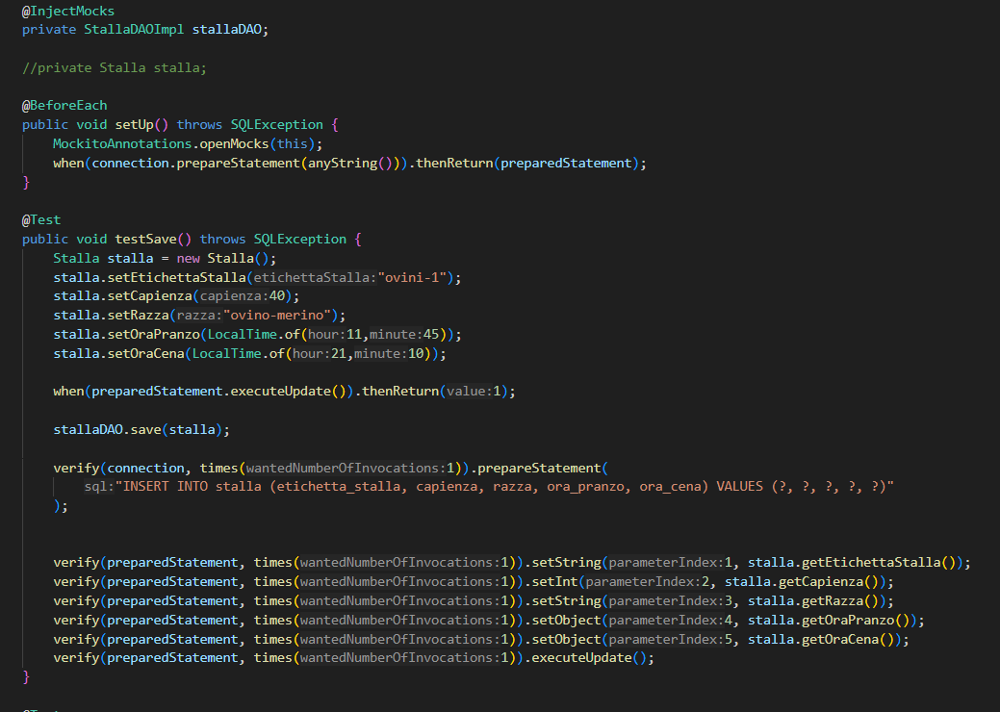 @InjectMocks
private StallaDAOImpl stallaDAO;
//private Stalla stalla;
@BeforeEach
public void setUp() throws SQLException {
MockitoAnnotations.openMocks(this);
when(connection.prepareStatement(anyString())).thenReturn(preparedStatement);
}
@Test
public void testSave() throws SQLException {
Stalla stalla = new Stalla();
stalla.setEtichettaStalla(etichettaStalla:"ovini-1");
stalla.setCapienza(capienza:40);
stalla.setRazza(razza:"ovino-merino");
stalla.setOraPranzo(LocalTime.of(hour:11,minute:45));
stalla.setOraCena(LocalTime.of(hour:21,minute:10));
when(preparedStatement.executeUpdate()).thenReturn(value:1);
stallaDAO.save(stalla);
verify(connection, times(wantedNumberOfInvocations:1)).prepareStatement(
sql:"INSERT INTO stalla (etichetta_stalla, capienza, razza, ora_pranzo, ora_cena) VALUES (?, ?, ?, ?, ?)"
);
verify(preparedStatement, times(wantedNumberOfInvocations:1)).setString(parameterIndex:1, stalla.getEtichettaStalla());
verify(preparedStatement, times(wantedNumberOfInvocations:1)).setInt(parameterIndex:2, stalla.getCapienza());
verify(preparedStatement, times(wantedNumberOfInvocations:1)).setString(parameterIndex:3, stalla.getRazza());
verify(preparedStatement, times(wantedNumberOfInvocations:1)).setObject(parameterIndex:4, stalla.getOraPranzo());
verify(preparedStatement, times(wantedNumberOfInvocations:1)).setObject(parameterIndex:5, stalla.getOraCena());
verify(preparedStatement, times(wantedNumberOfInvocations:1)).executeUpdate();
}